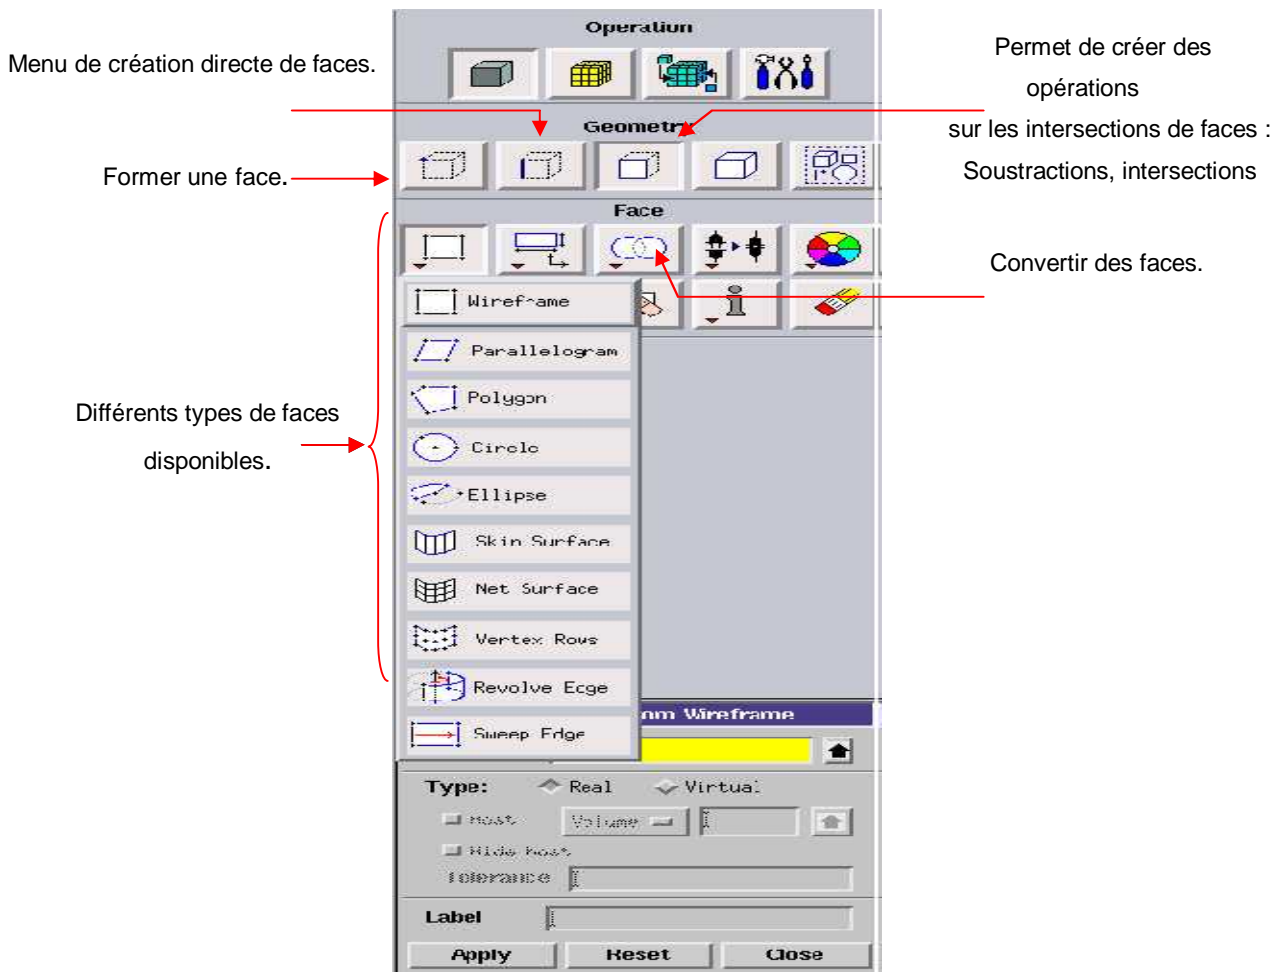 Operation
Menu de création directe de faces.
Permet de créer des
opérations
sur les intersections de faces :
Soustractions, intersections
Geometry
Former une face.
Face
Convertir des faces.
Wireframe
Parallelogram
Polygon
Différents types de faces
disponibles.
Circle
Ellipse
Skin Surface
Net Surface
Vertex Rows
Revolve Edge
Sweep Edge
om Wireframe
Type:
Real
Virtual
Host
Volume
Hide host
Tolerance
Label
Apply
Reset
Close